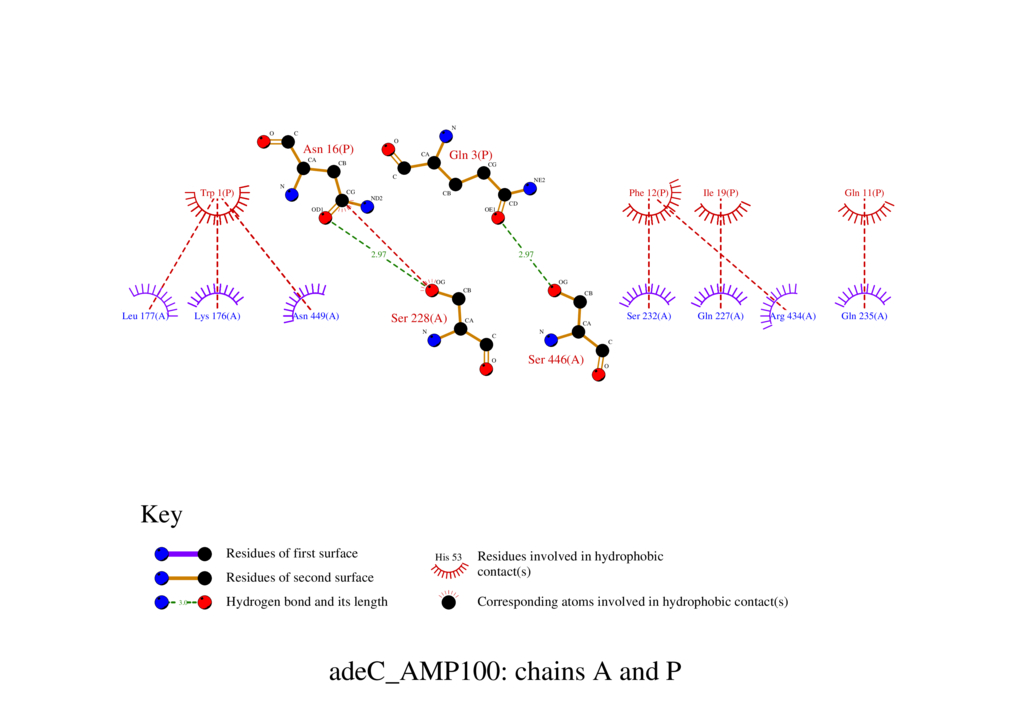 O
C
N
Asn 16(P)
O
Gln 3(P)
CA
CB
CA
CG
C
N
CG
ND2
CB
NE2
CD
OD1
OE1
Trp 1(P)
Phe 12(P)
Ile 19(P)
Gln 11(P)
2.97
2.97
OG
OG
CB
CB
Leu 177(A)
Lys 176(A)
Asn 449(A)
Ser 228(A)
Ser 232(A)
Gln 227(A)
Arg 434(A)
Gln 235(A)
N
CA
C
N
CA
C
Ser 446(A)
O
O
Key
Residues of first surface
Residues of second surface
3.0
Hydrogen bond and its length
His 53
Residues involved in hydrophobic
contact(s)
Corresponding atoms involved in hydrophobic contact(s)
adeC_AMP100: chains A and P